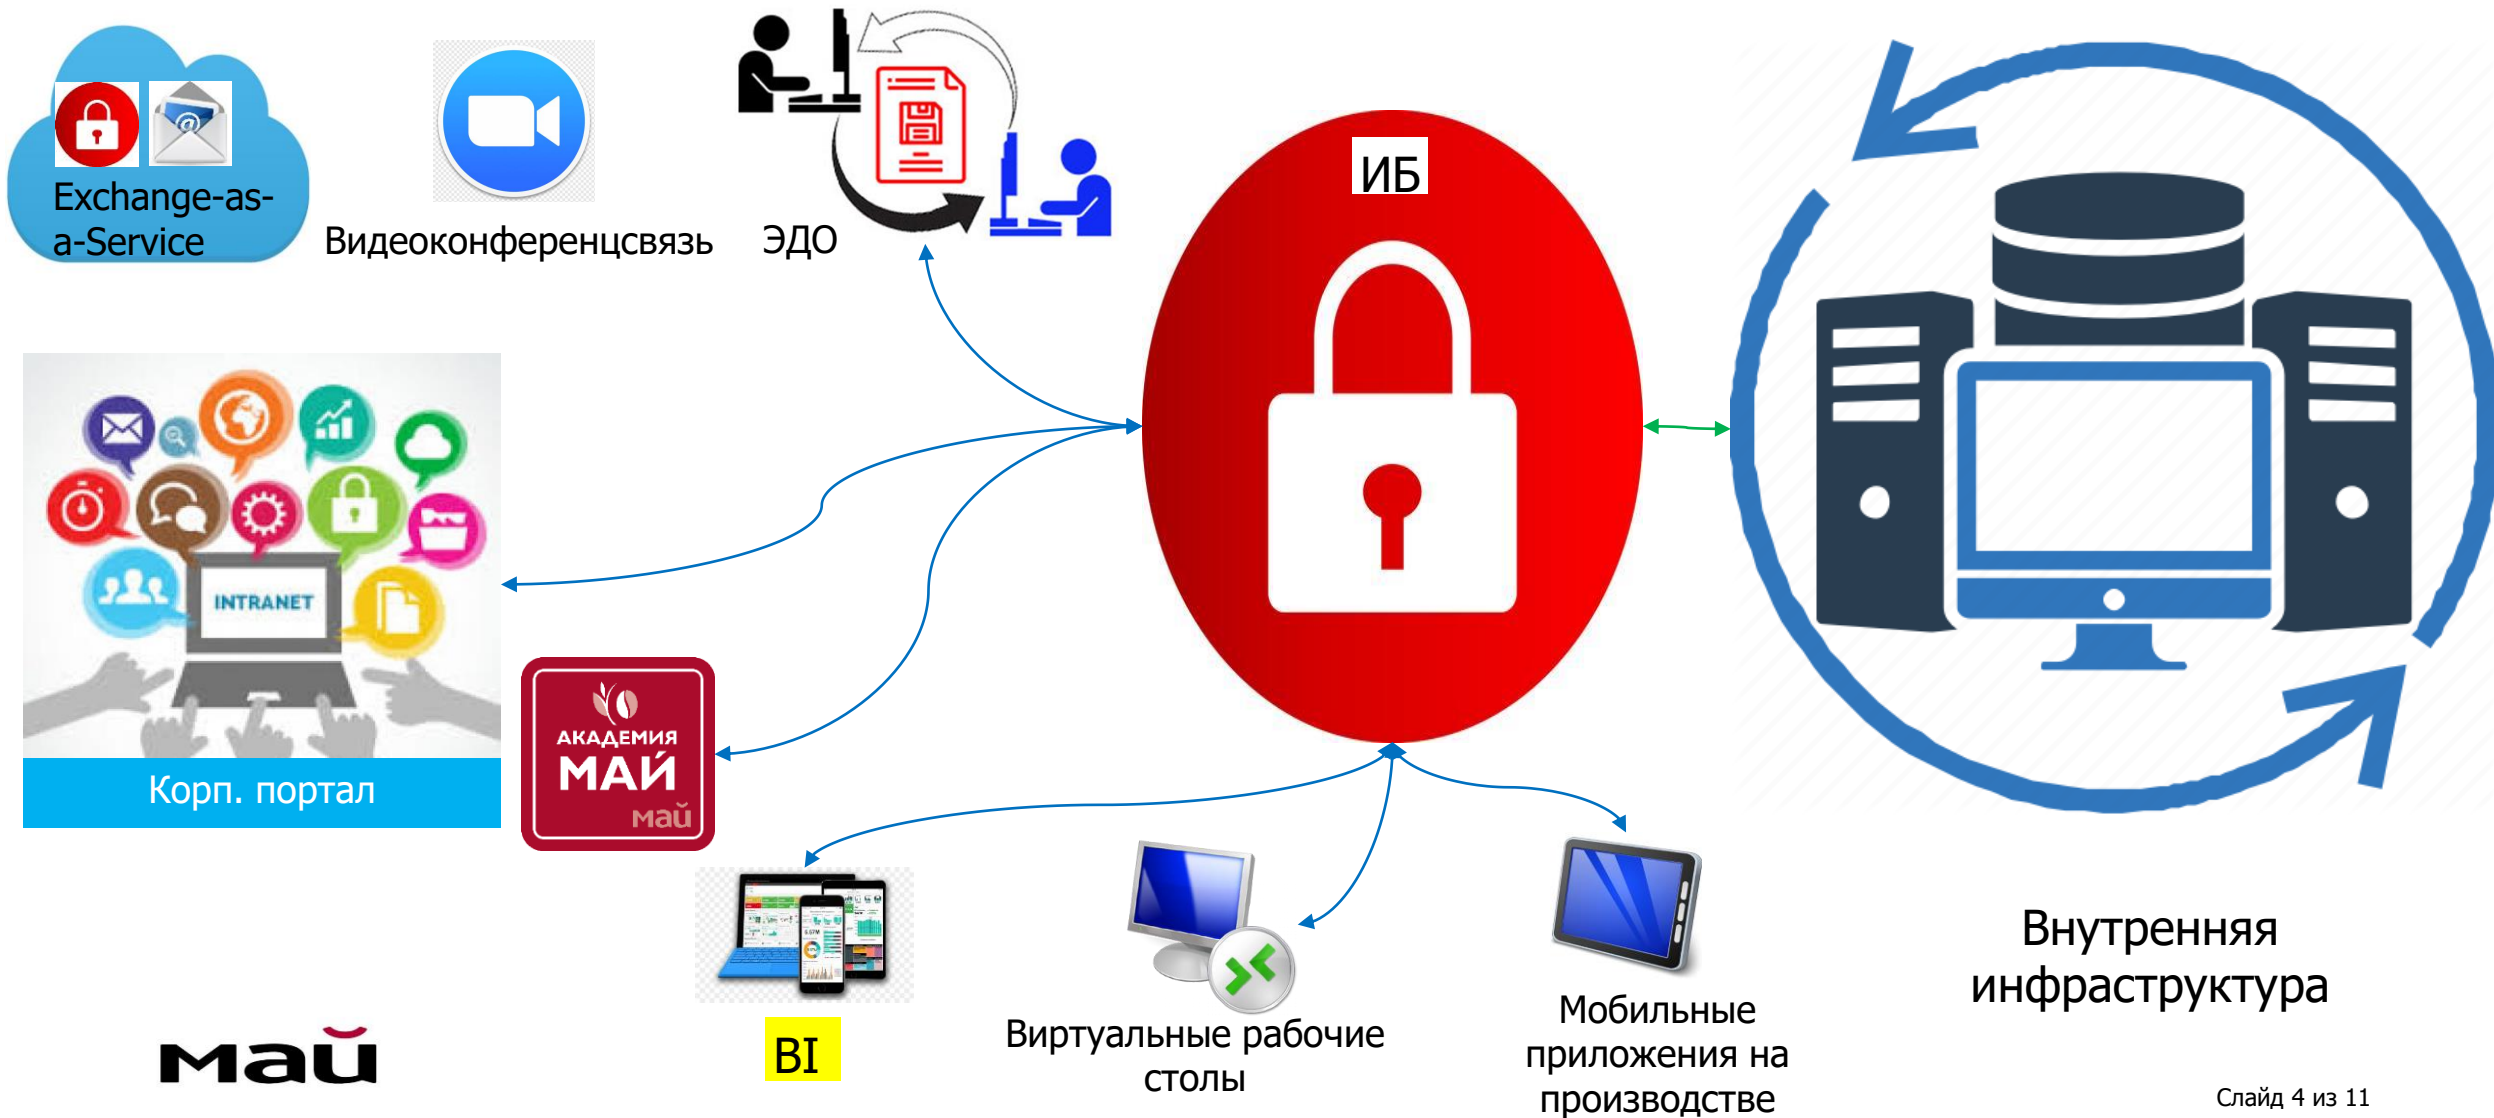 Exchange-as-
a-Service
Видеоконференцсвязь
ЭДО
ИБ
INTRANET
Корп. портал
АКАДЕМИЯ
МАЙ
май
BI
Виртуальные рабочие
столы
Мобильные
приложения на
производстве
Внутренняя
инфраструктура
май
Слайд 4 из 11